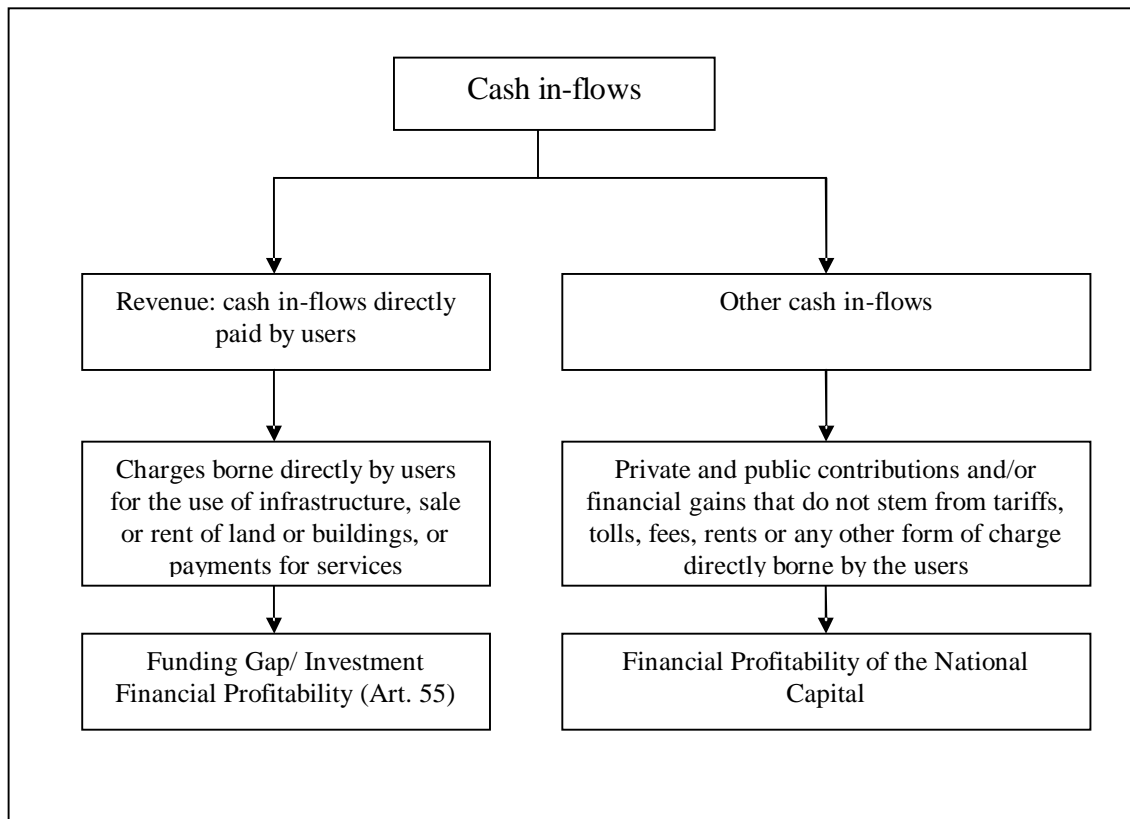 Cash in-flows
Revenue: cash in-flows directly
paid by users
Other cash in-flows
Charges borne directly by users
for the use of infrastructure, sale
or rent of land or buildings, or
payments for services
Private and public contributions and/or
financial gains that do not stem from tariffs,
tolls, fees, rents or any other form of charge
directly borne by the users
Funding Gap/ Investment
Financial Profitability (Art. 55)
Financial Profitability of the National
Capital